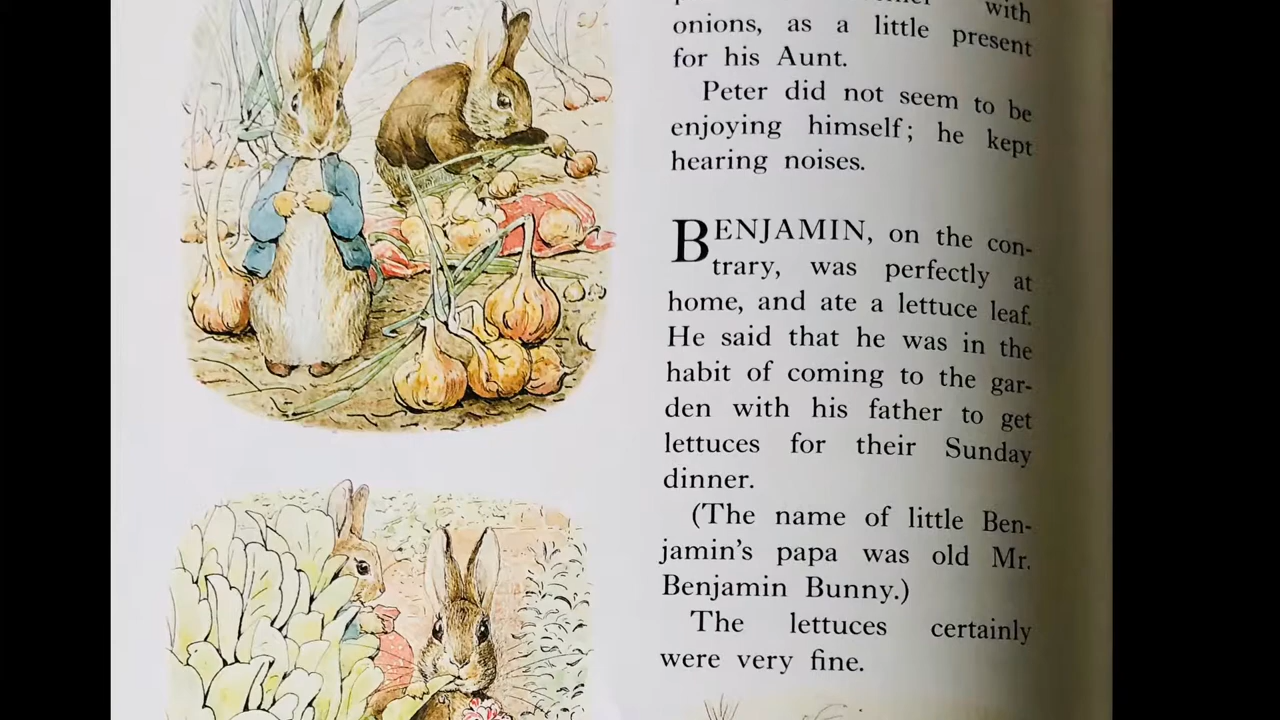 with
onions, as a little present
for his Aunt.
Peter did not seem to be
enjoying himself; he kept
hearing noises.
BENJAMIN, on the con-
trary, was perfectly at
home, and ate a lettuce leaf.
He said that he was in the
habit of coming to the gar-
den with his father to get
lettuces for their Sunday
dinner.
(The name of little Ben-
jamin's papa was old Mr.
Benjamin Bunny.)
The lettuces certainly
were very fine.